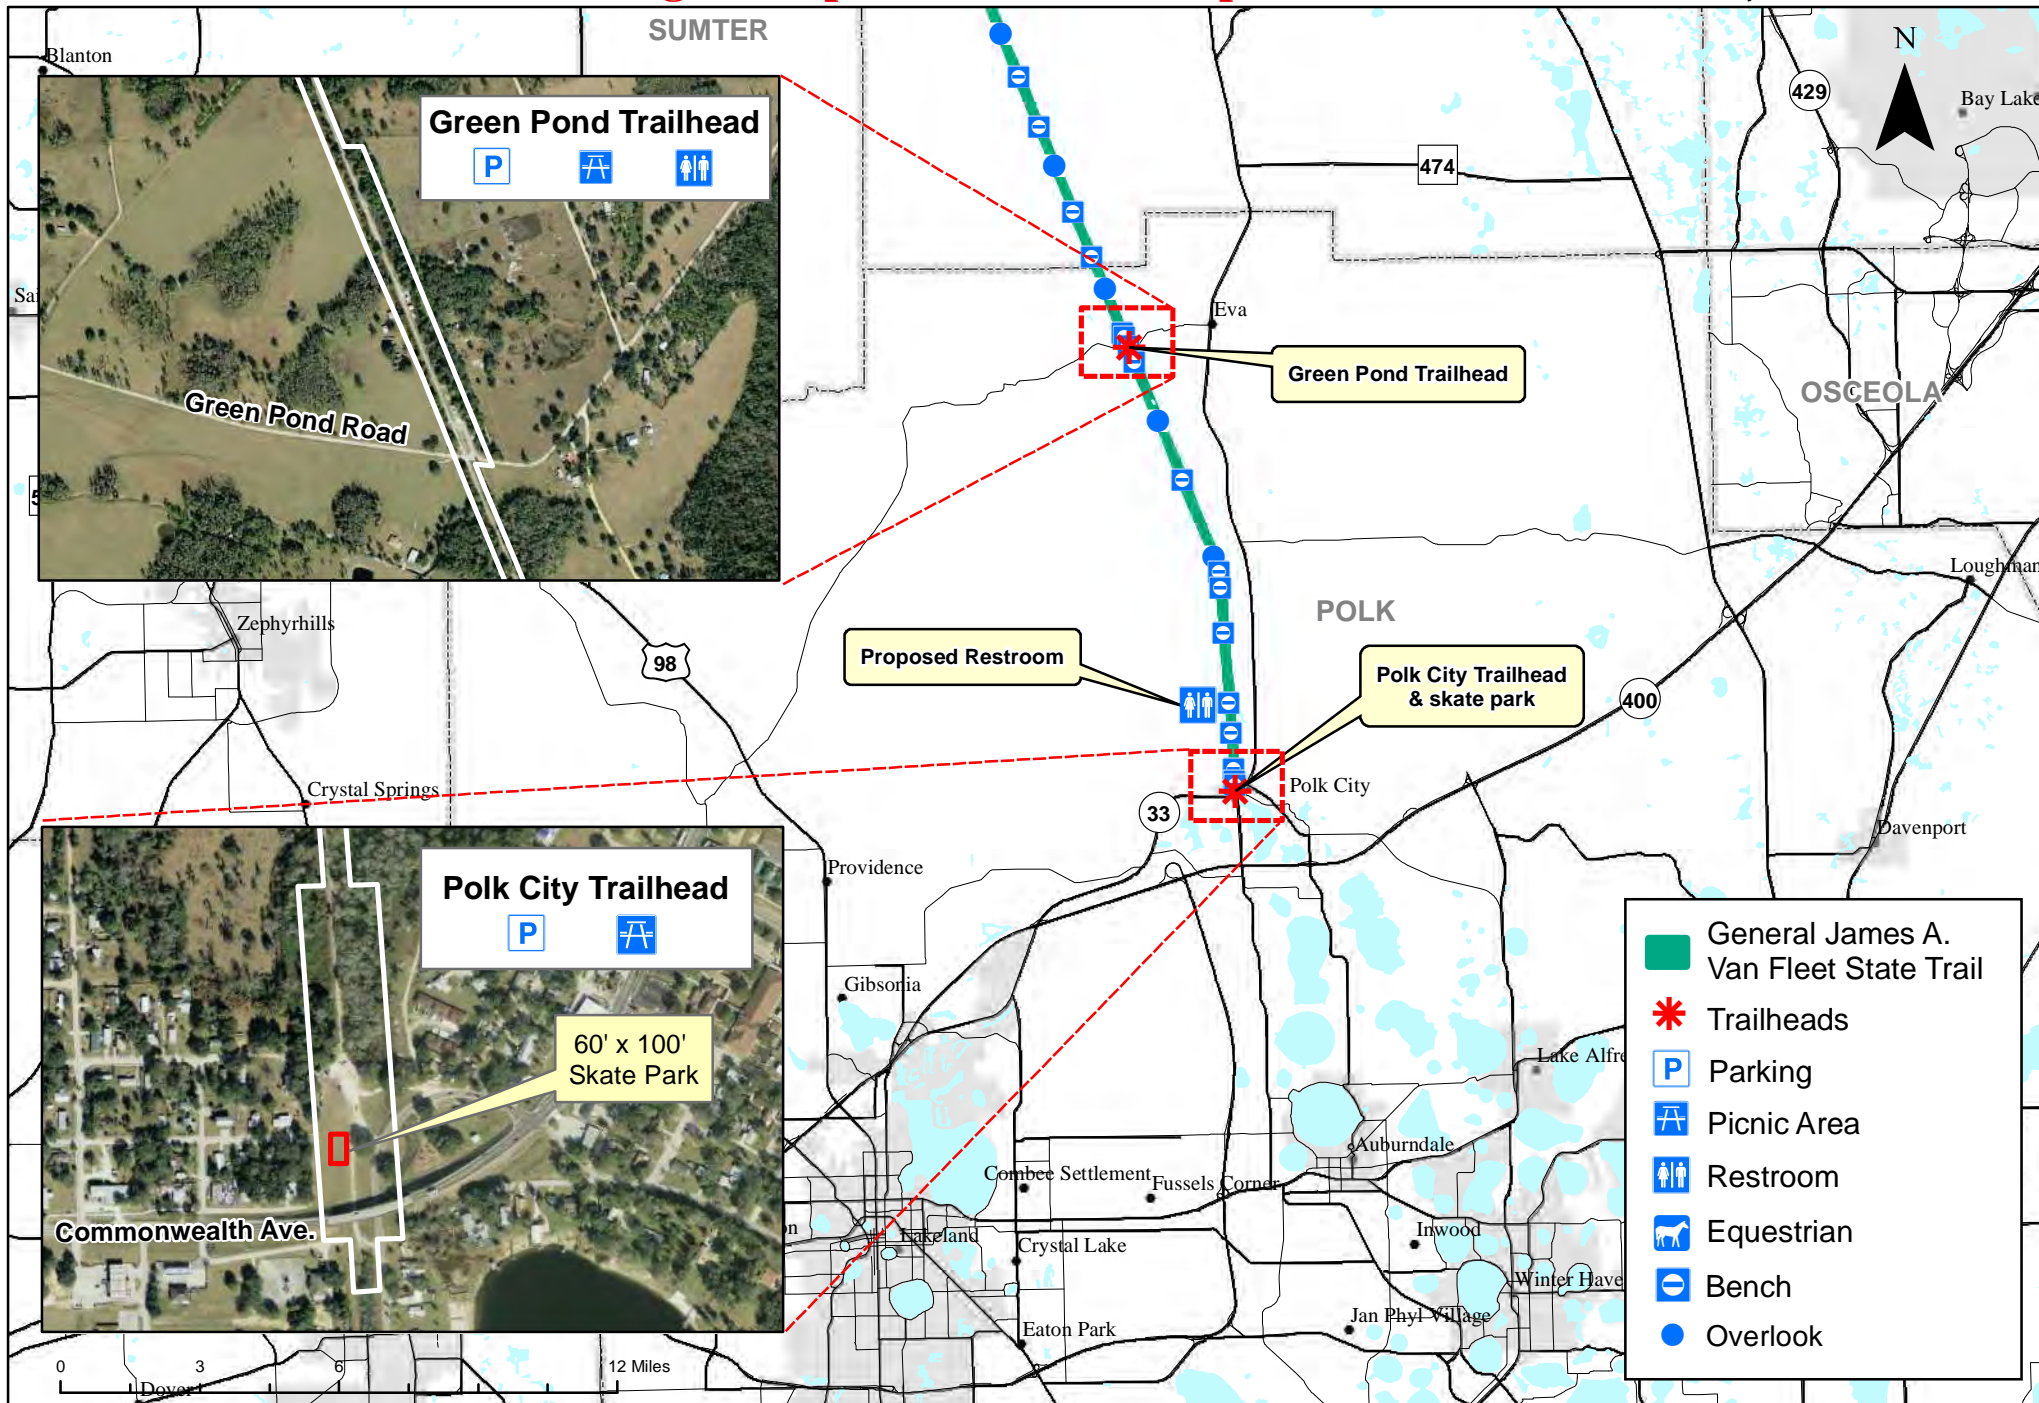 SUMTER
Blanton
N
429
Bay Lake
Green Pond Trailhead
P
474
Eva
Green Pond Trailhead
OSCEOLA
Green Pond Road
Loughman
Zephyrhills
POLK
98
Proposed Restroom
Polk City Trailhead
& skate park
400
Crystal Springs
Polk City
33
Davenport
Providence
Polk City Trailhead
P
Gibsonia
60' x 100'
Skate Park
Lake Alfre
Auburndale
Combee Settlement
Fussels Corner
Commonwealth Ave.
Lakeland
Crystal Lake
Inwood
Winter Have
Jan Phyl Village
Eaton Park
0 3 6 12 Miles
Dover
General James A.
Van Fleet State Trail
Trailheads
P Parking
Picnic Area
Restroom
Equestrian
Bench
Overlook